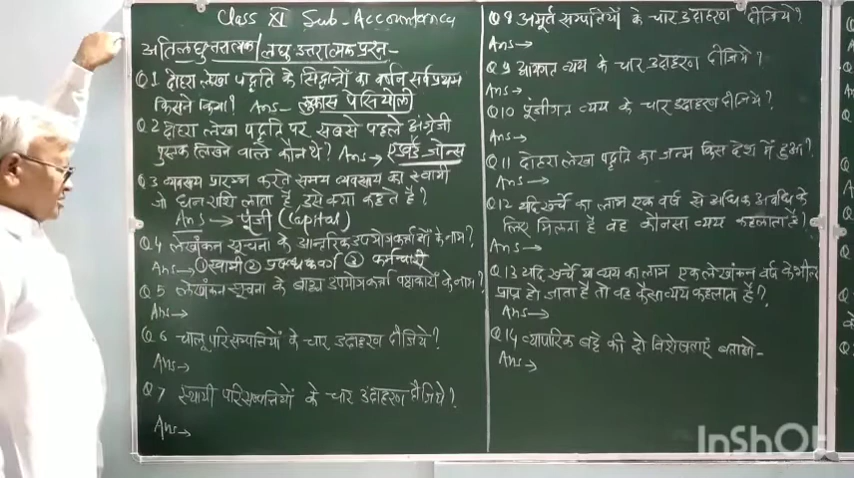 Class XI Sub-Accountancy
अतिलघुत्तरात्मक/लघु उत्तरात्मक प्रश्न-
Q1 दोहरा लेखा पद्दति के सिद्धान्तों का वर्णन सर्वप्रथम
किसने किया? Ans- लुकास पेसियोली
Q2 दोहरा लेखा पद्दति पर सबसे पहले अंग्रेजी
पुस्तक लिखने वाले कौन थे? Ans→ एडवर्ड जोन्स
Q3 व्यवसाय प्रारम्भ करते समय व्यवसाय का स्वामी
जो धन राशि लाता है, उसे क्या कहते है?
Ans→ पूंजी (Capital)
Q4 लेखांकन सूचना के आन्तरिक उपयोगकर्त्ताओं के नाम?
Ans→ ① स्वामी ② प्रबन्धक वर्ग ③ कर्मचारी
Q5 लेखांकन सूचना के बाह्य उपयोगकर्त्ता पक्षकारों के नाम?
Ans→
Q6 चालू परिसम्पत्तियों के चार उदाहरण दीजिये?
Ans→
Q7 स्थायी परिसम्पत्तियों के चार उदाहरण दीजिये?
Ans→
Q8 अमूर्त सम्पत्तियों के चार उदाहरण दीजिये?
Ans→
Q9 आयगत व्यय के चार उदाहरण दीजिये?
Ans→
Q10 पूंजीगत व्यय के चार उदाहरण दीजिये?
Ans→
Q11 दोहरा लेखा पद्दति का जन्म किस देश में हुआ?
Ans→
Q12 यदि खर्चे का लाभ एक वर्ष से अधिक अवधि के
लिए मिलता है वह कौनसा व्यय कहलाता है?
Ans→
Q13 यदि खर्चे या व्यय का लाभ एक लेखांकन वर्ष के भीतर
प्राप्त हो जाता है तो वह कैसा व्यय कहलाता है?
Ans→
Q14 व्यापारिक बट्टे की दो विशेषताएँ बताओ-
Ans→
InShOt